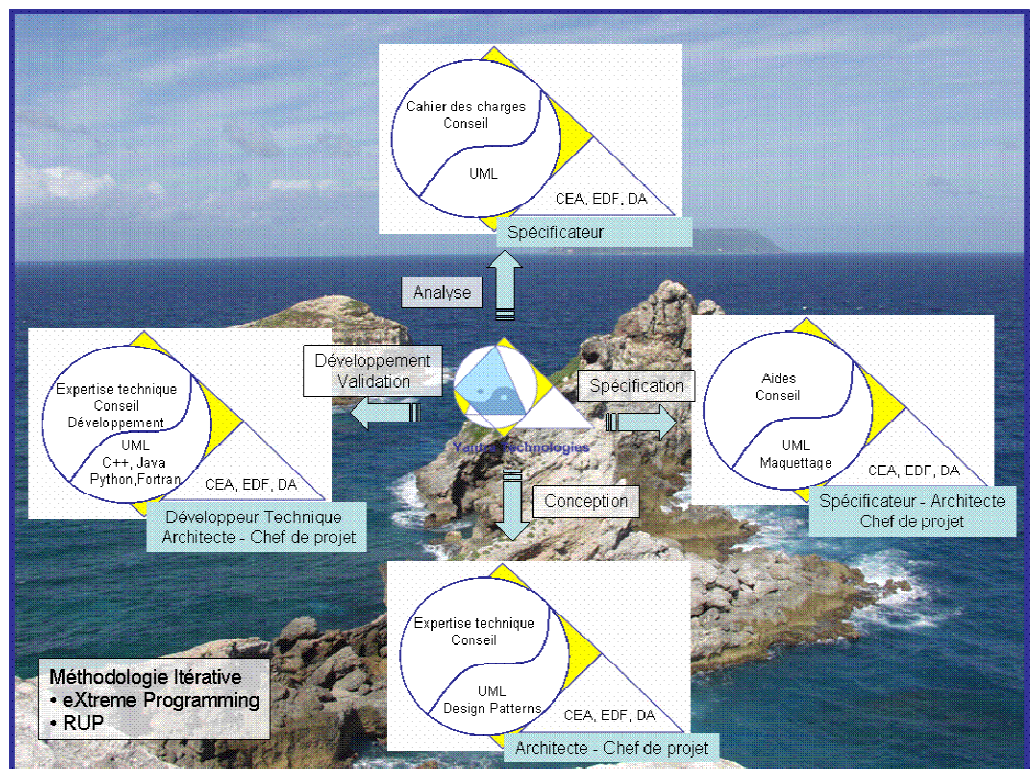 Cahier des charges
Conseil
UML
CEA, EDF, DA
Spécificateur
Analyse
Développement
Validation
Spécification
Expertise technique
Conseil
Développement
UML
C++, Java
Python,Fortran
CEA, EDF, DA
Développeur Technique
Architecte - Chef de projet
Yantra Technologies
Aides
Conseil
UML
Maquettage
CEA, EDF, DA
Spécificateur - Architecte
Chef de projet
Conception
Expertise technique
Conseil
UML
Design Patterns
CEA, EDF, DA
Architecte - Chef de projet
Méthodologie Itérative
• eXtreme Programming
• RUP